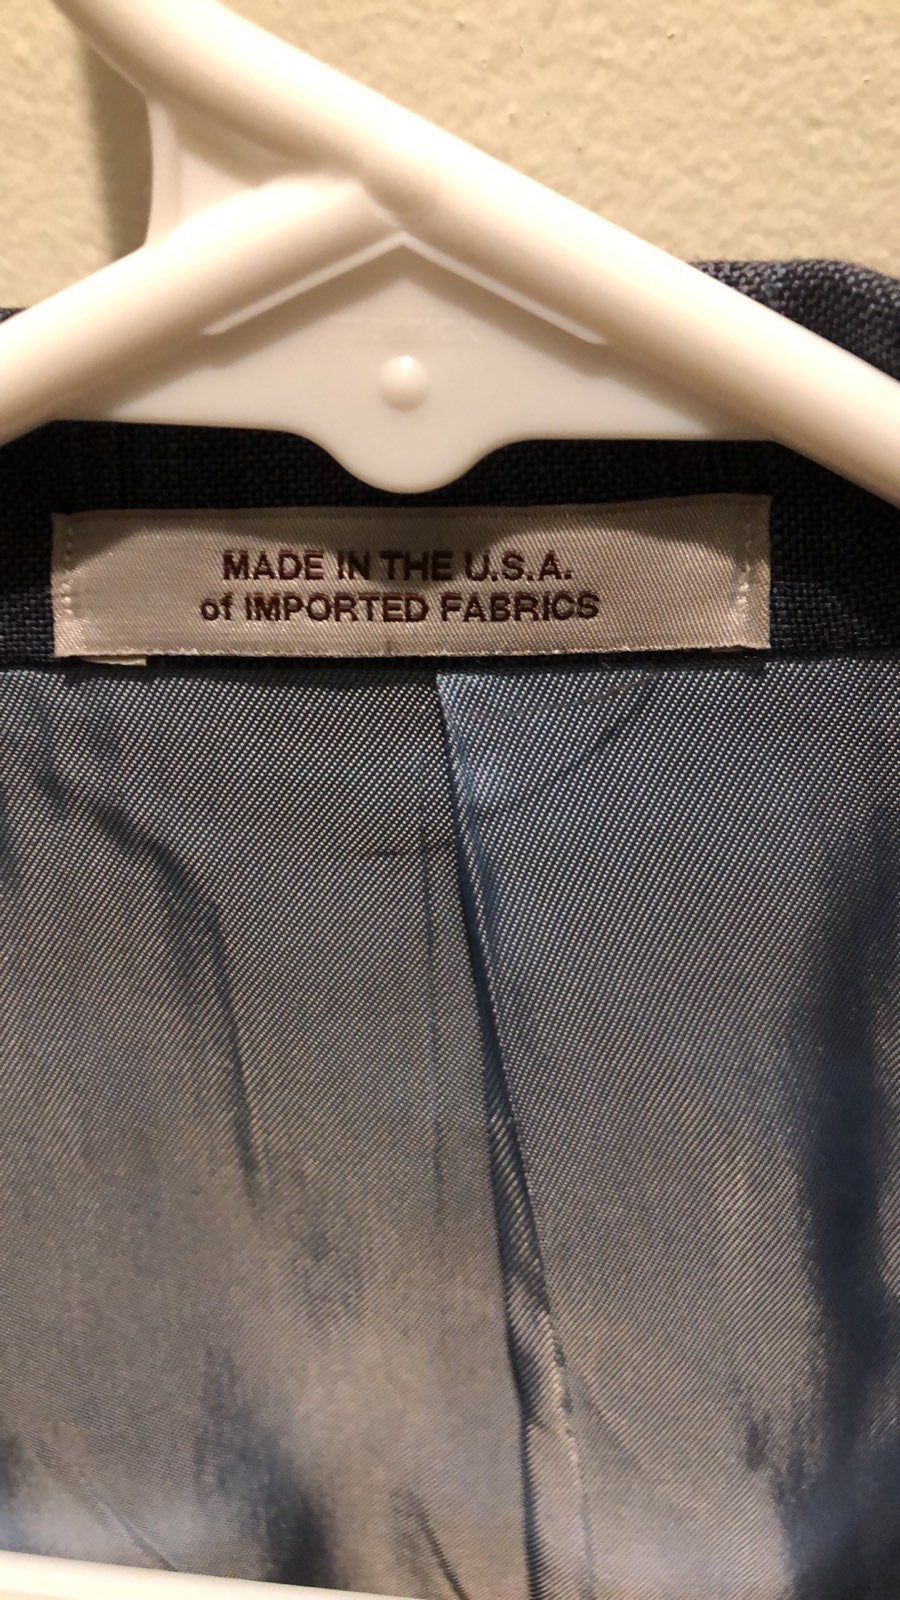 MADE IN THE U.S.A.
of IMPORTED FABRICS